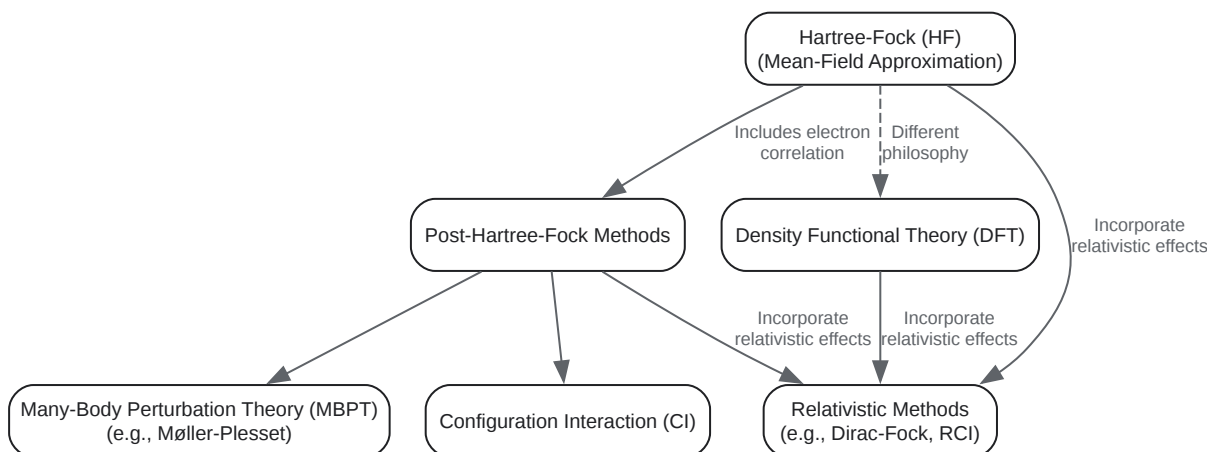 Hartree-Fock (HF)
(Mean-Field Approximation)
Includes electron
correlation
Different
philosophy
Incorporate
relativistic effects
Post-Hartree-Fock Methods
Density Functional Theory (DFT)
Incorporate
relativistic effects
Incorporate
relativistic effects
Many-Body Perturbation Theory (MBPT)
(e.g., Møller-Plesset)
Configuration Interaction (CI)
Relativistic Methods
(e.g., Dirac-Fock, RCI)